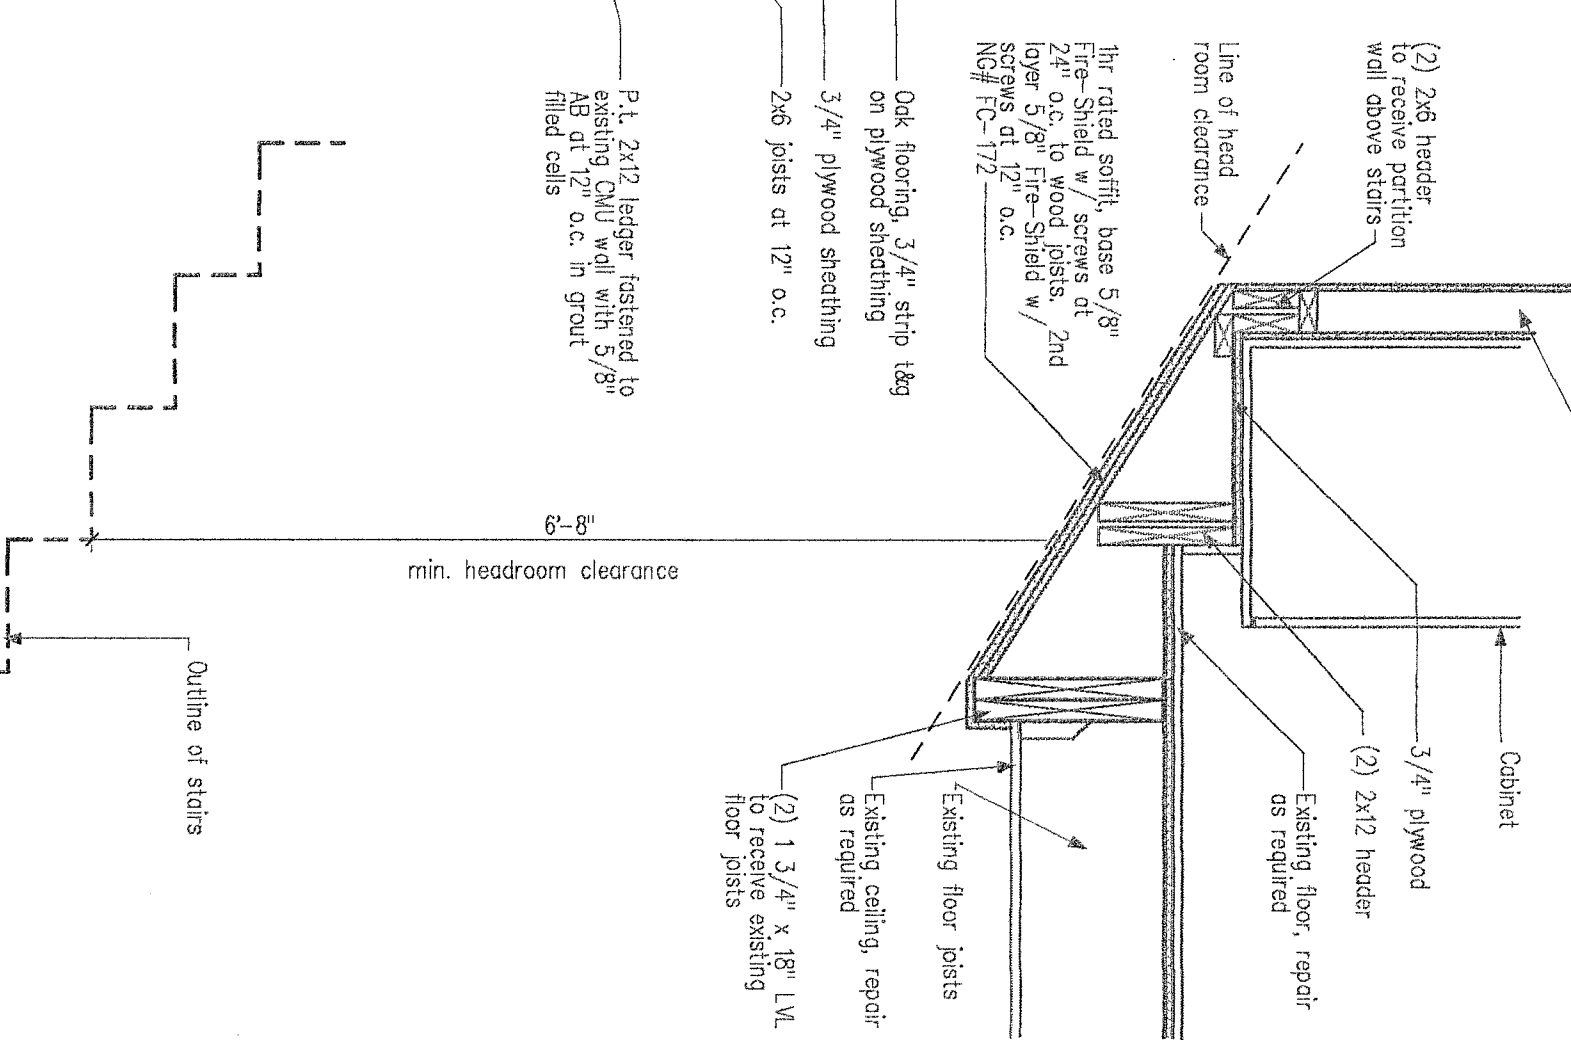 (2) 2x6 header
to receive partition
wall above stairs
Line of head
room clearance
1hr rated soffit, base 5/8"
Fire-Shield w/ screws at
24" o.c. to wood joists. 2nd
layer 5/8" Fire-Shield w/
screws at 12" o.c.
NG# FC-172
Oak flooring, 3/4" strip t&g
on plywood sheathing
3/4" plywood sheathing
2x6 joists at 12" o.c.
P.t. 2x12 ledger fastened to
existing CMU wall with 5/8"
AB at 12" o.c. in grout
filled cells
6'-8"
min. headroom clearance
Cabinet
3/4" plywood
(2) 2x12 header
Existing floor, repair
as required
Existing floor joists
Existing ceiling, repair
as required
(2) 1 3/4" x 18" LVL
to receive existing
floor joists
Outline of stairs